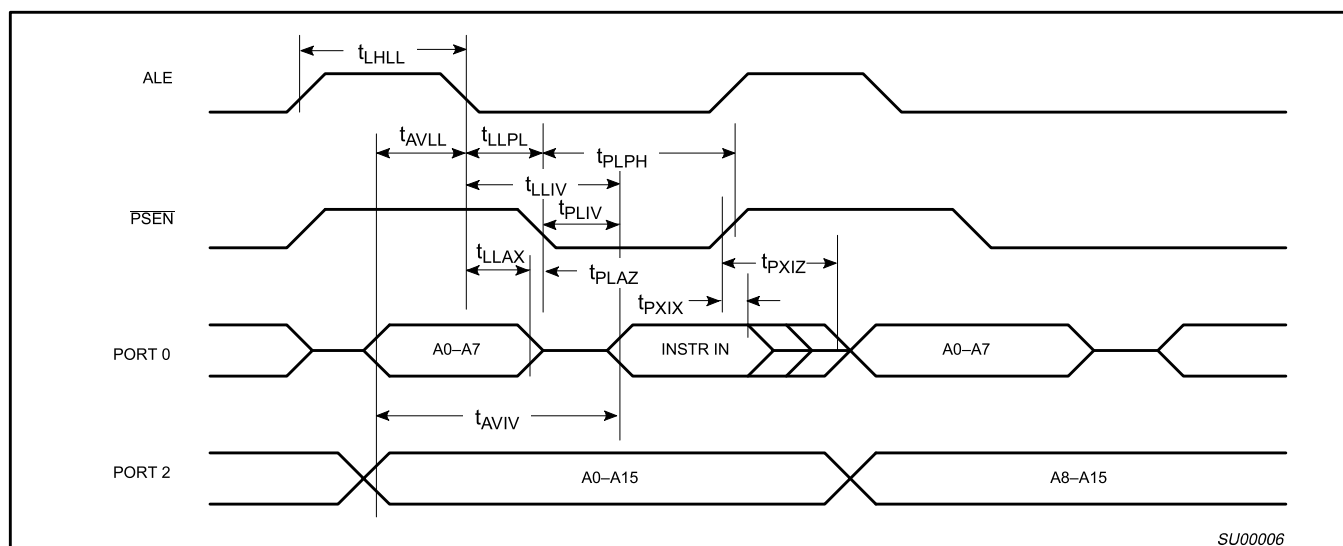 tLHLL
ALE
tAVLL tLLPL
tPLPH
tLLIV
PSEN
tPLIV
tLLAX
tPLAZ
tPXIZ
tPXIX
PORT 0
A0–A7
INSTR IN
A0–A7
tAVIV
PORT 2
A0–A15
A8–A15
SU00006